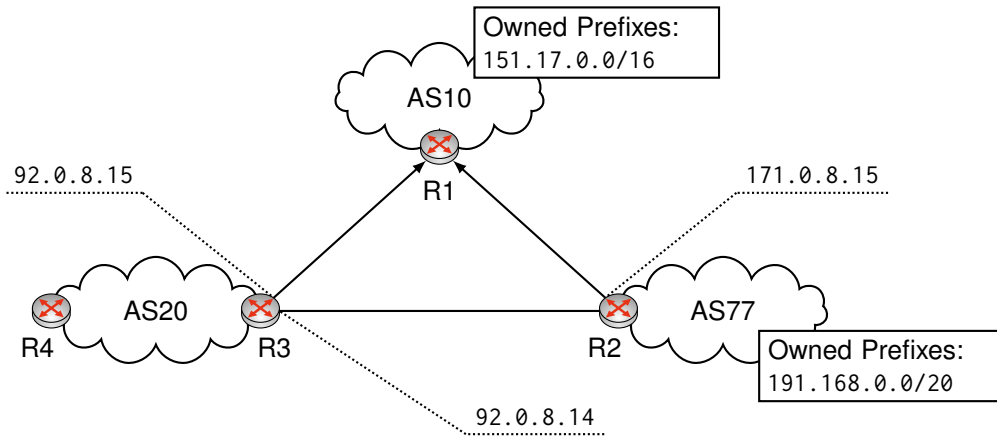 Owned Prefixes:
151.17.0.0/16
AS10
R1
92.0.8.15
171.0.8.15
AS20
AS77
R4
R3
R2
Owned Prefixes:
191.168.0.0/20
92.0.8.14